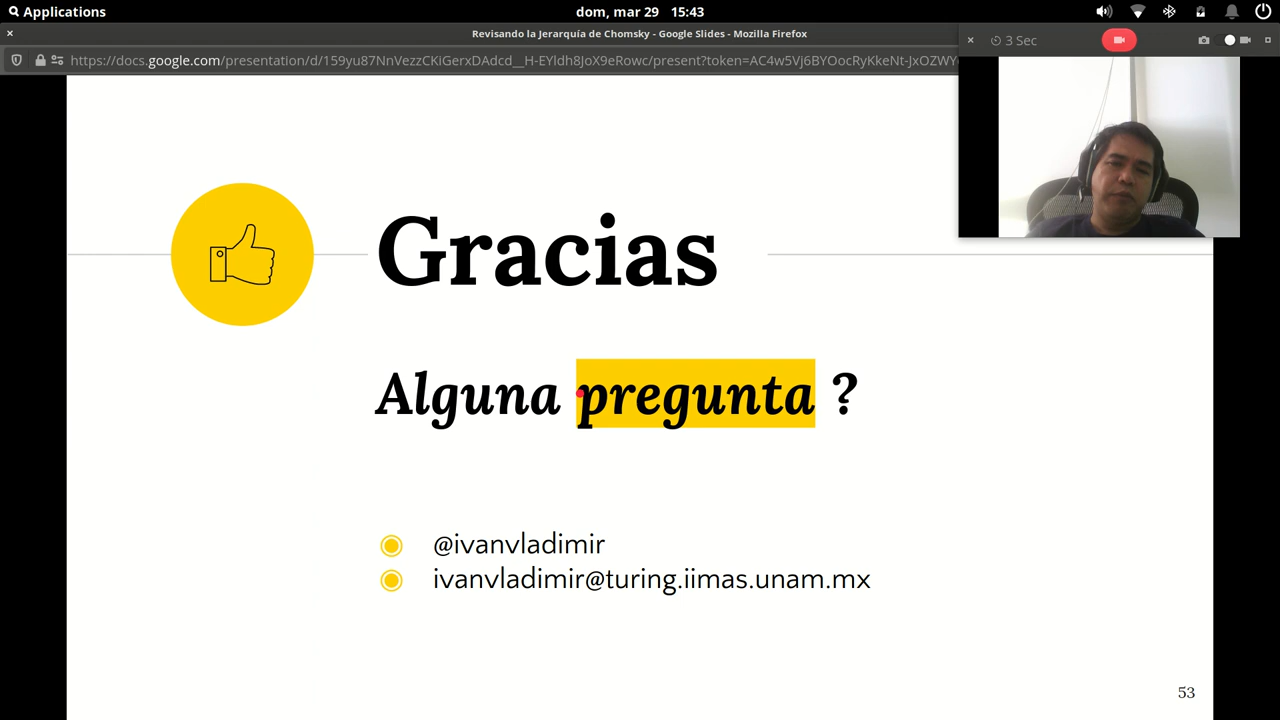 Applications
dom, mar 29 15:43
Revisando la Jerarquía de Chomsky - Google Slides - Mozilla Firefox
3 Sec
https://docs.google.com/presentation/d/159yu87NnVezzCKiGerxDAdcd__H-EYldh8JoX9eRowc/present?token=AC4w5Vj6BYOocRyKkeNt-JxOZWY
Gracias
Alguna pregunta ?
@ivanvladimir
ivanvladimir@turing.iimas.unam.mx
53